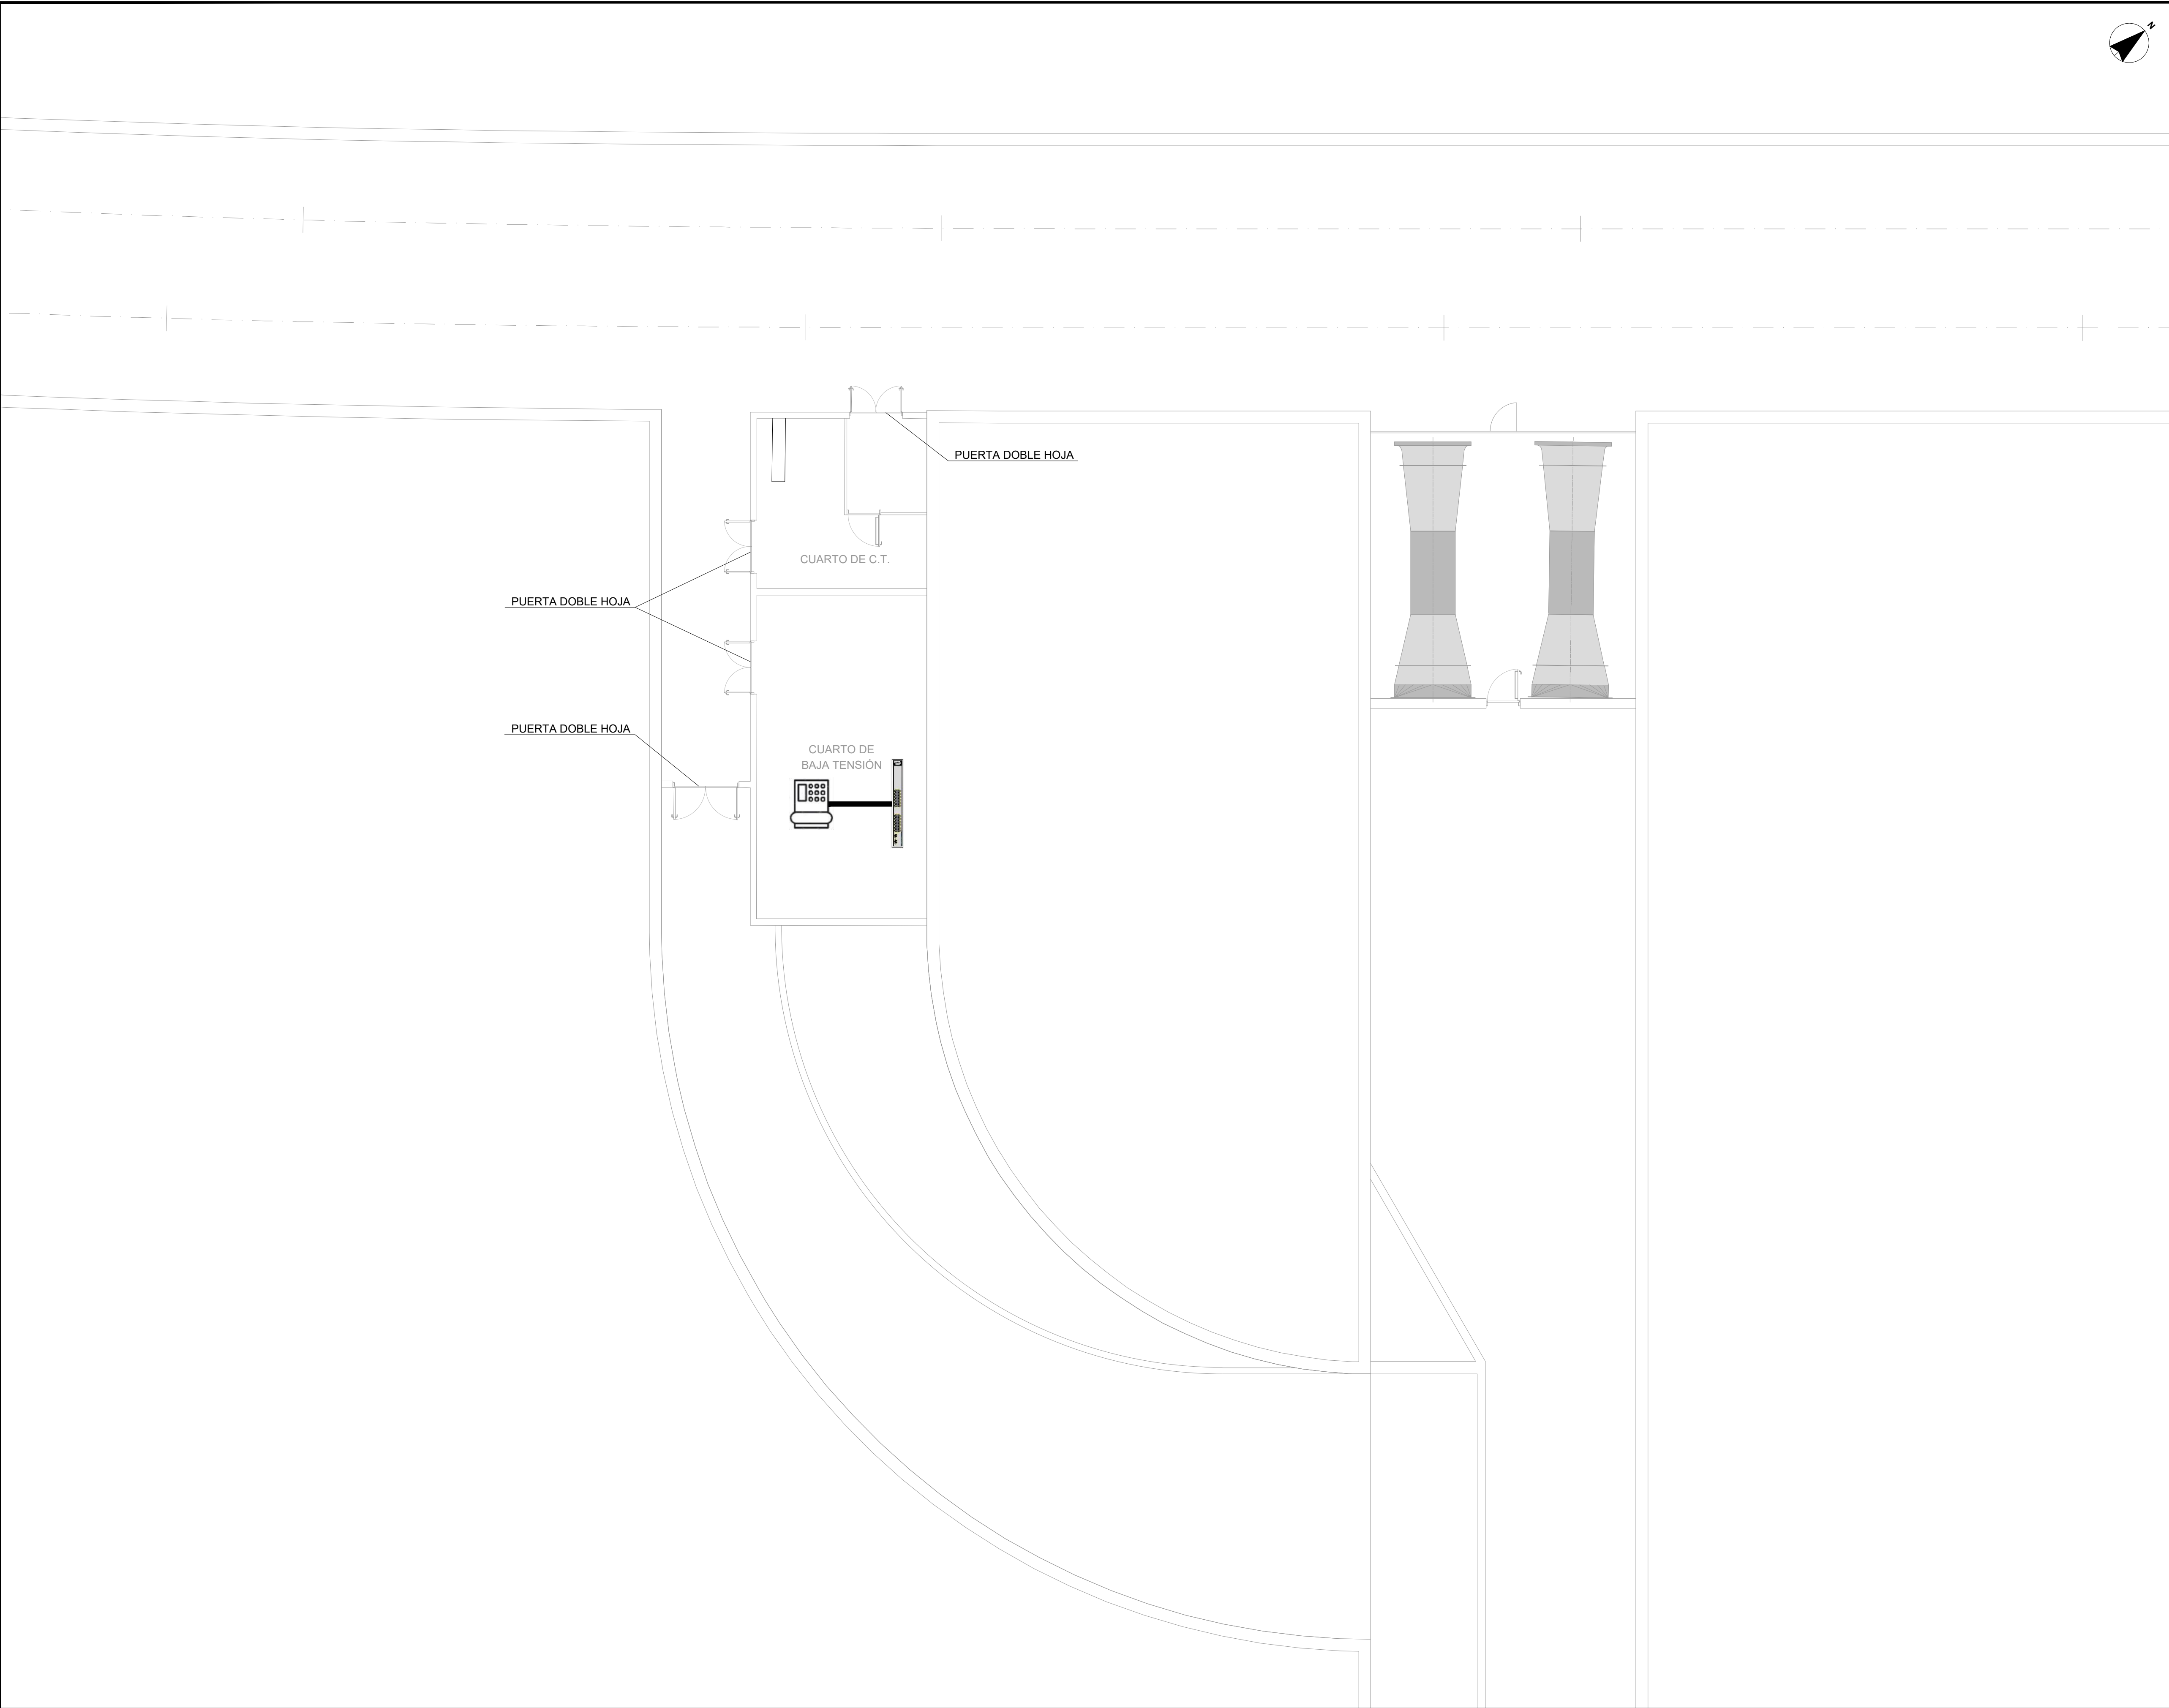 N
PUERTA DOBLE HOJA
CUARTO DE C.T.
PUERTA DOBLE HOJA
PUERTA DOBLE HOJA
CUARTO DE
BAJA TENSIÓN